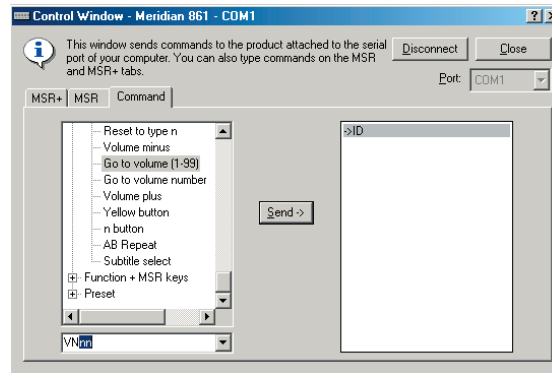 Control Window - Meridian 861 - COM1
This window sends commands to the product attached to the serial
port of your computer. You can also type commands on the MSR
and MSR+ tabs.
Disconnect
Close
Port:
COM1
MSR+
MSR
Command
Reset to type n
Volume minus
Go to volume (1-99)
Go to volume number
Volume plus
Yellow button
n button
AB Repeat
Subtitle select
Function + MSR keys
Preset
VNnn
Send ->
->ID